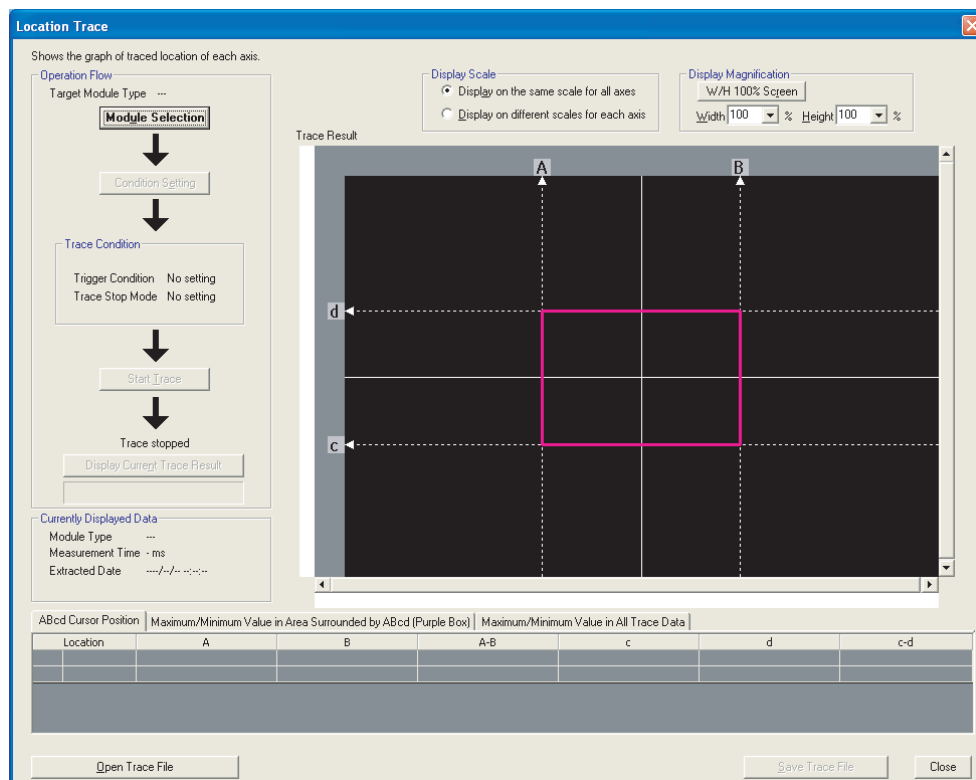 Location Trace
Shows the graph of traced location of each axis.
Operation Flow
Target Module Type ---
Module Selection
Condition Setting
Trace Condition
Trigger Condition No setting
Trace Stop Mode No setting
Start Trace
Trace stopped
Display Current Trace Result
Currently Displayed Data
Module Type ---
Measurement Time - ms
Extracted Date ----/--/-- --:--:--
Display Scale
Display on the same scale for all axes
Display on different scales for each axis
Display Magnification
W/H 100% Screen
Width 100 % Height 100 %
Trace Result
A B
d
c
ABcd Cursor Position Maximum/Minimum Value in Area Surrounded by ABcd (Purple Box) Maximum/Minimum Value in All Trace Data
Location A B A-B c d c-d
Open Trace File Save Trace File Close